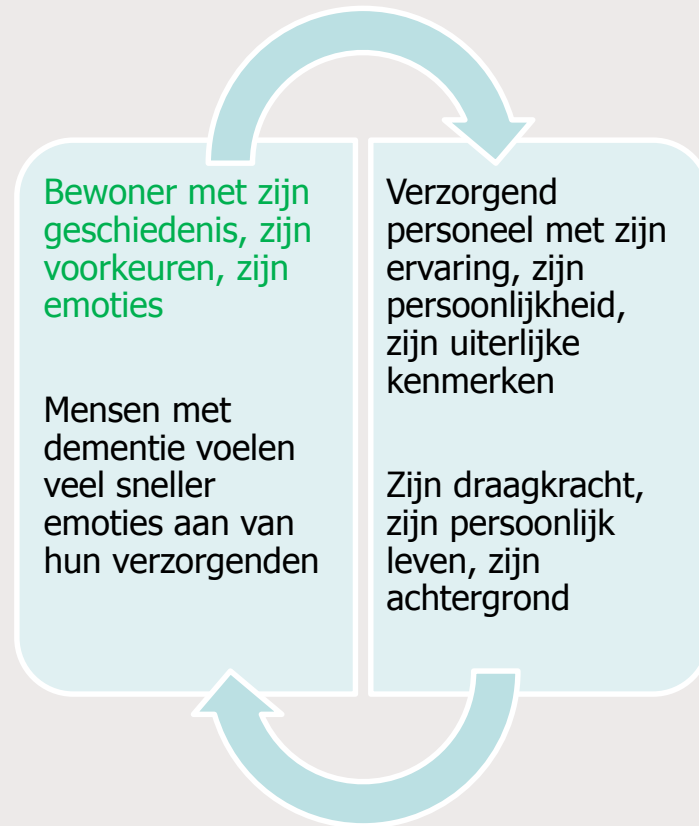 Bewoner met zijn
geschiedenis, zijn
voorkeuren, zijn
emoties
Mensen met
dementie voelen
veel sneller
emoties aan van
hun verzorgenden
Verzorgend
personeel met zijn
ervaring, zijn
persoonlijkheid,
zijn uiterlijke
kenmerken
Zijn draagkracht,
zijn persoonlijk
leven, zijn
achtergrond